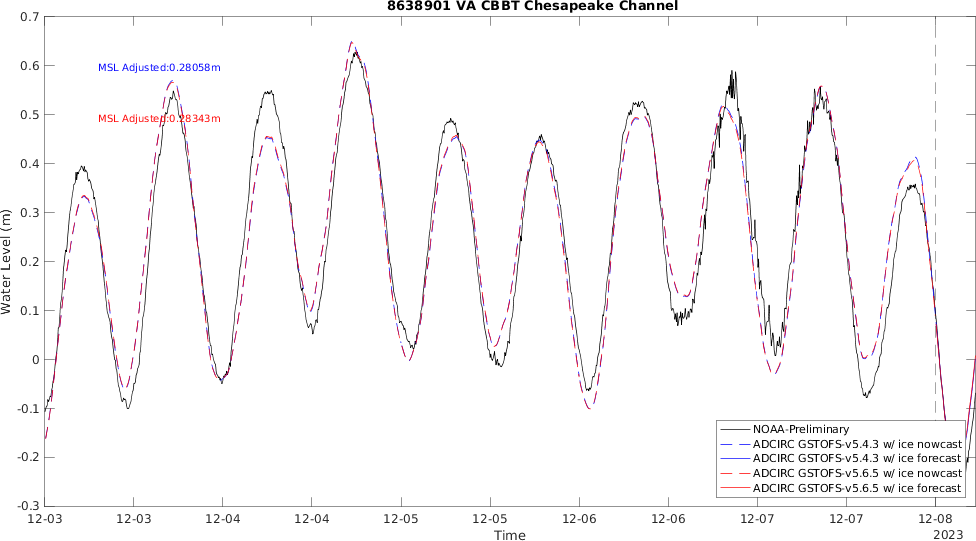 8638901 VA CBBT Chesapeake Channel
0.7
0.6
0.5
0.4
0.3
0.2
0.1
0
-0.1
-0.2
-0.3
Water Level (m)
MSL Adjusted:0.28058m
MSL Adjusted:0.28343m
NOAA-Preliminary
ADCIRC GSTOFS-v5.4.3 w/ ice nowcast
ADCIRC GSTOFS-v5.4.3 w/ ice forecast
ADCIRC GSTOFS-v5.6.5 w/ ice nowcast
ADCIRC GSTOFS-v5.6.5 w/ ice forecast
12-03 12-03 12-04 12-04 12-05 12-05 12-06 12-06 12-07 12-07 12-08
Time
2023